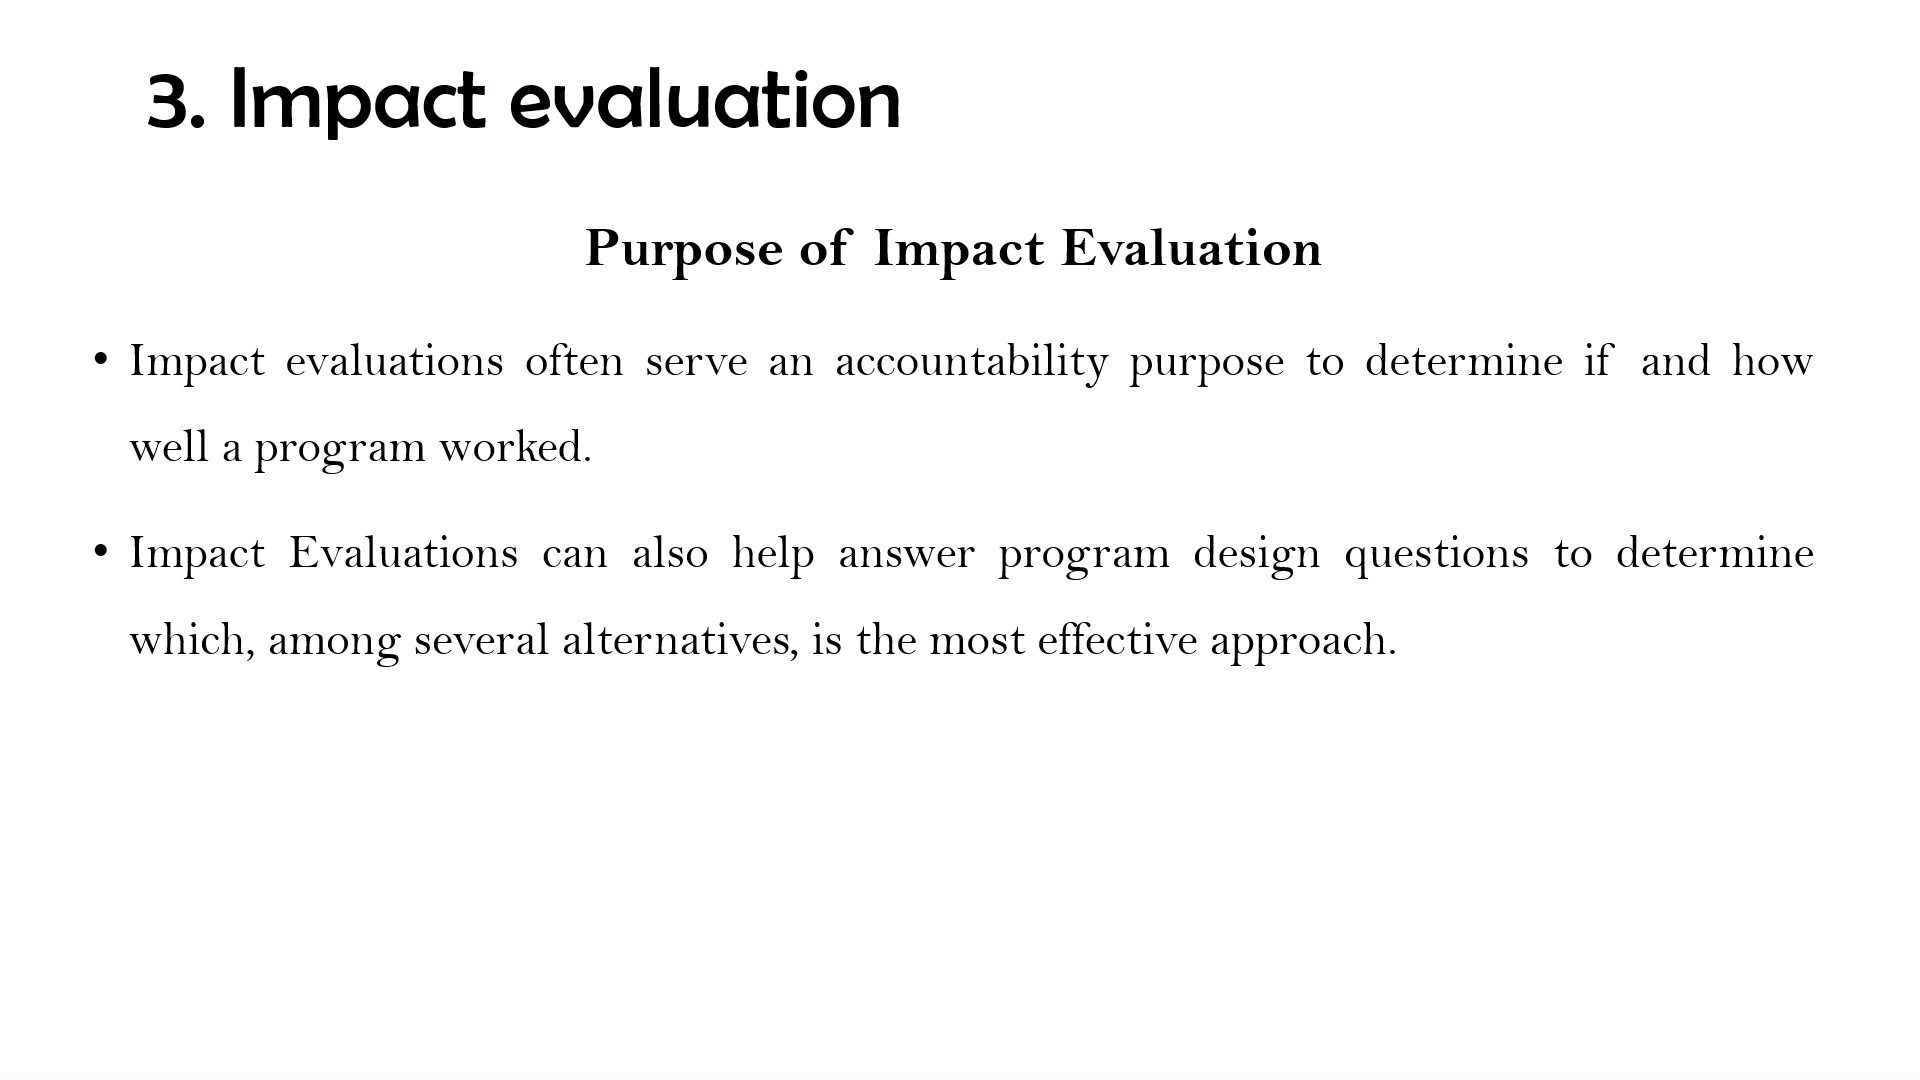 3. Impact evaluation
Purpose of Impact Evaluation
• Impact evaluations often serve an accountability purpose to determine if and how
well a program worked.
• Impact Evaluations can also help answer program design questions to determine
which, among several alternatives, is the most effective approach.